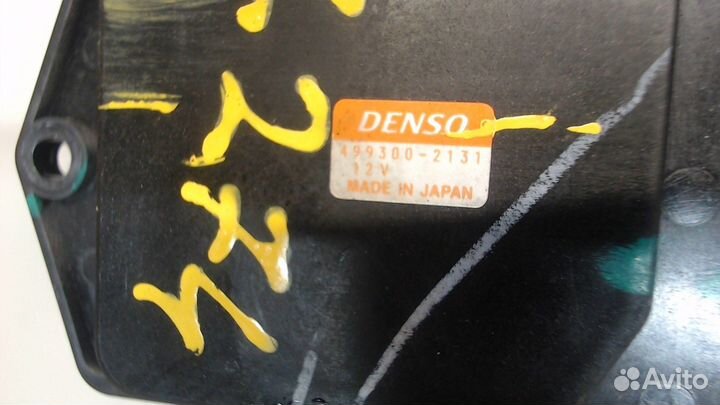 DENSO
499300-2131
12V
MADE IN JAPAN
Avito